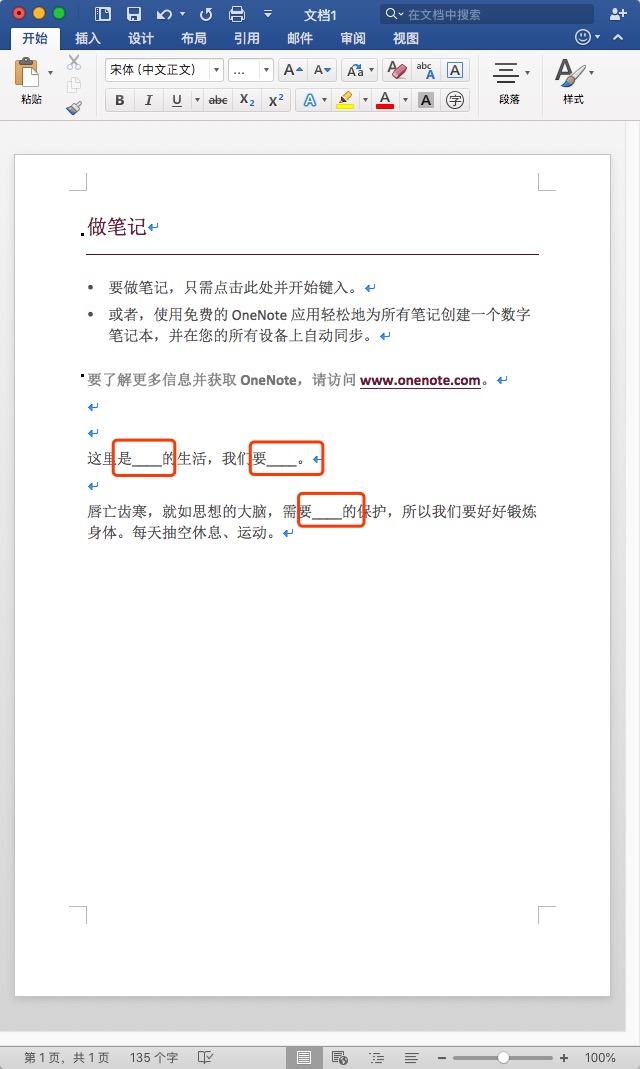 文档1
在文档中搜索
开始 插入 设计 布局 引用 邮件 审阅 视图
宋体 (中文正文) ... A A Aa A abc A A
粘贴
B I U abc X₂ X² A A A 字
段落 样式
做笔记
• 要做笔记，只需点击此处并开始键入。
• 或者，使用免费的 OneNote 应用轻松地为所有笔记创建一个数字
笔记本，并在您的所有设备上自动同步。
要了解更多信息并获取 OneNote，请访问 www.onenote.com。
这里是____的生活，我们要____。
唇亡齿寒，就如思想的大脑，需要____的保护，所以我们要好好锻炼
身体。每天抽空休息、运动。
第 1 页，共 1 页 135 个字 100%